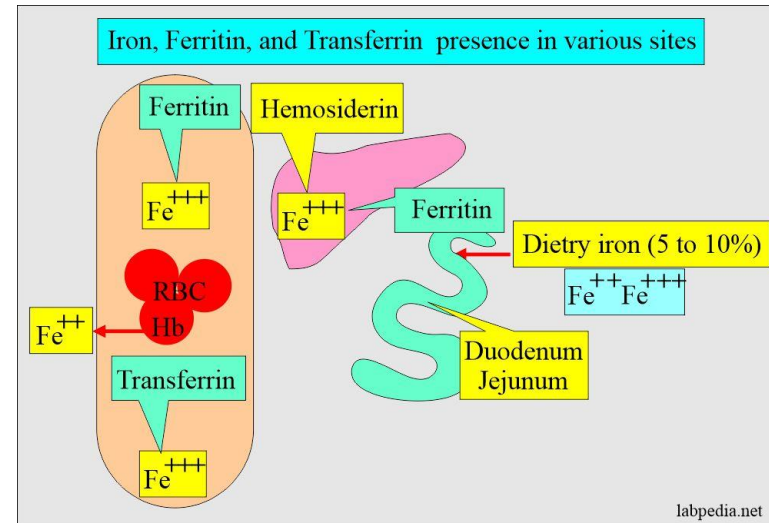 Iron, Ferritin, and Transferrin presence in various sites
Ferritin
Hemosiderin
Fe+++
Fe+++
Ferritin
Dietry iron (5 to 10%)
Fe++Fe+++
RBC
Hb
Fe++
Duodenum
Jejunum
Transferrin
Fe+++
labpedia.net